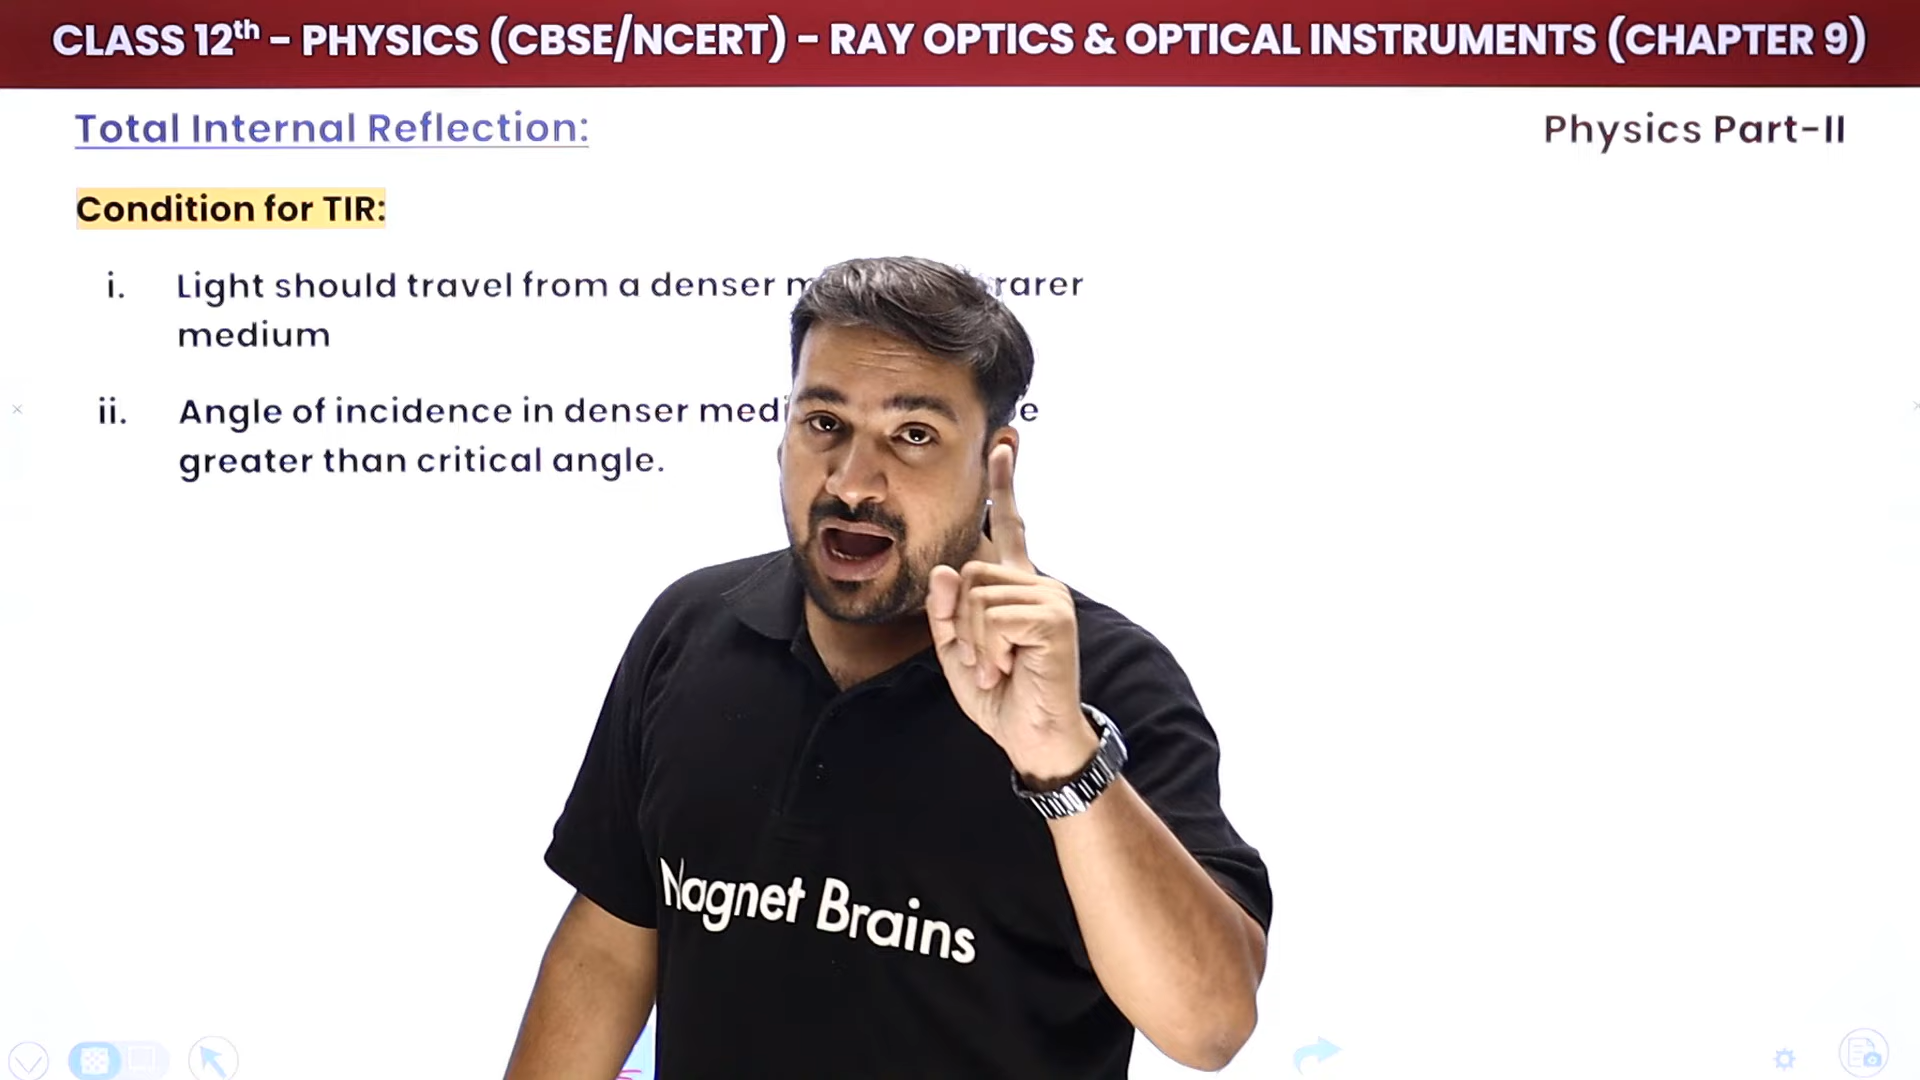 CLASS 12th - PHYSICS (CBSE/NCERT) - RAY OPTICS & OPTICAL INSTRUMENTS (CHAPTER 9)
Total Internal Reflection:
Physics Part-II
Condition for TIR:
i. Light should travel from a denser rarer
medium
ii. Angle of incidence in denser
greater than critical angle.
Magnet Brains